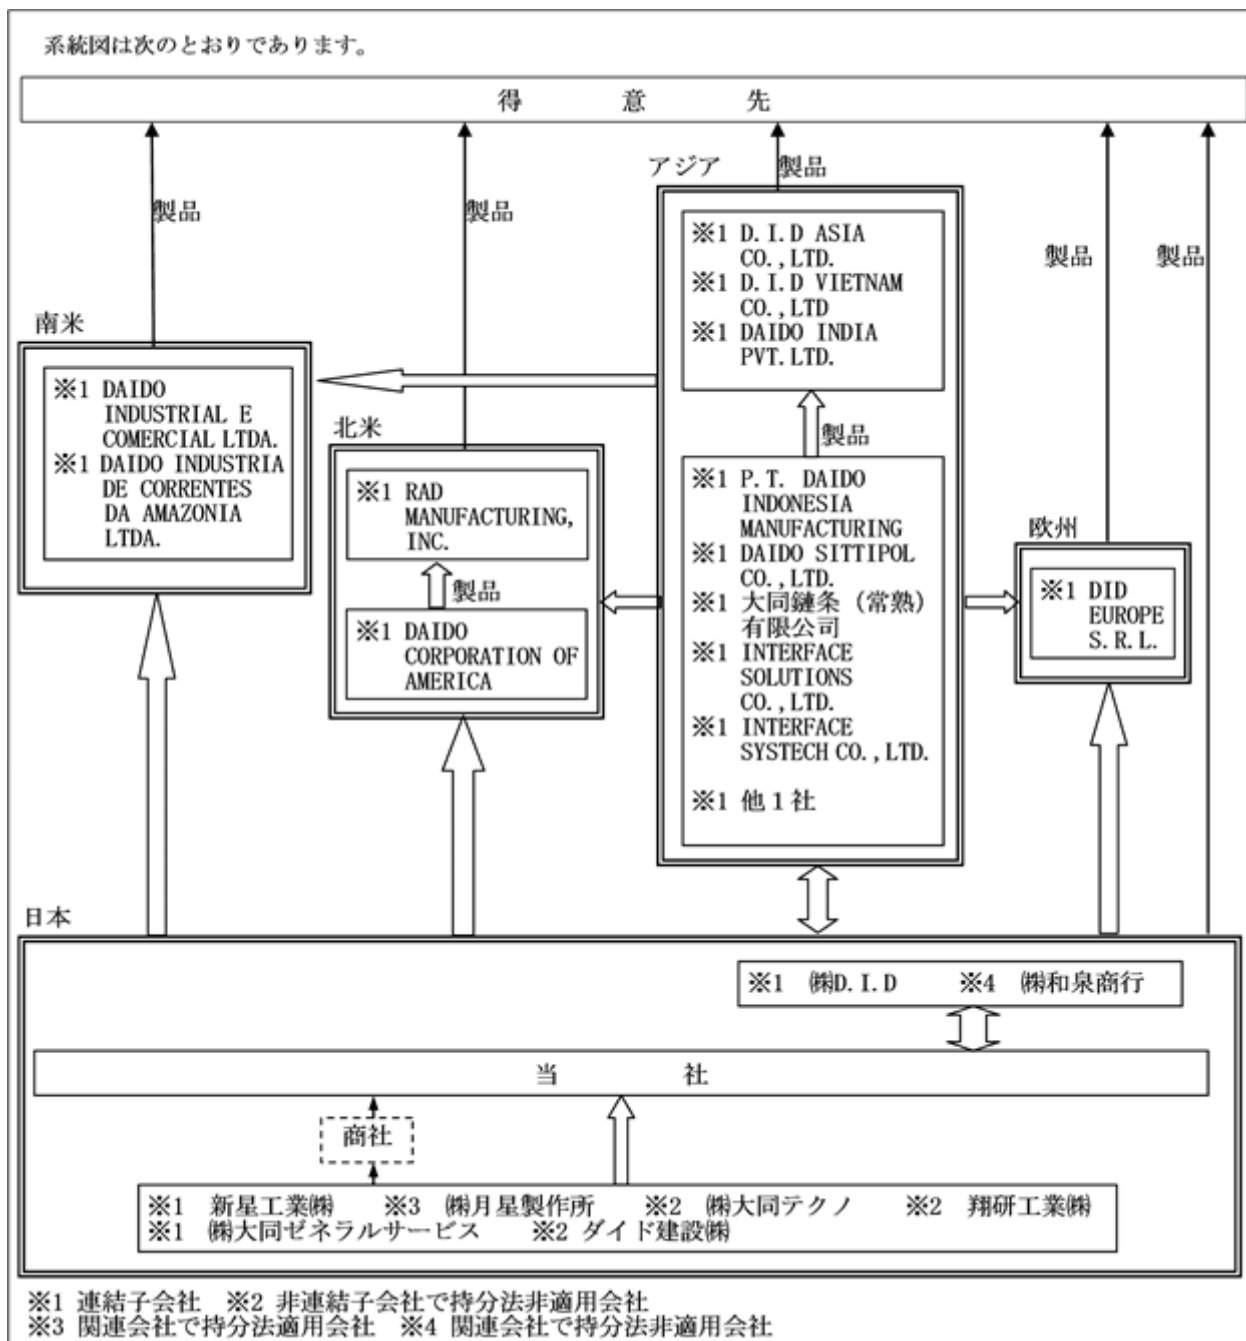 系統図は次のとおりであります。
得意先
アジア
製品
製品
製品
製品
製品
※1 D.I.D ASIA
CO.,LTD.
※1 D.I.D VIETNAM
CO.,LTD
※1 DAIDO INDIA
PVT.LTD.
南米
※1 DAIDO
INDUSTRIAL E
COMERCIAL LTDA.
※1 DAIDO INDUSTRIA
DE CORRENTES
DA AMAZONIA
LTDA.
北米
※1 RAD
MANUFACTURING,
INC.
製品
※1 DAIDO
CORPORATION OF
AMERICA
製品
※1 P.T. DAIDO
INDONESIA
MANUFACTURING
※1 DAIDO SITTIPOL
CO.,LTD.
※1 大同鏈条（常熟）
有限公司
※1 INTERFACE
SOLUTIONS
CO.,LTD.
※1 INTERFACE
SYSTECH CO.,LTD.
※1 他１社
欧州
※1 DID
EUROPE
S.R.L.
日本
※1 ㈱D.I.D ※4 ㈱和泉商行
当社
商社
※1 新星工業㈱ ※3 ㈱月星製作所 ※2 ㈱大同テクノ ※2 翔研工業㈱
※1 ㈱大同ゼネラルサービス ※2 ダイド建設㈱
※1 連結子会社 ※2 非連結子会社で持分法非適用会社
※3 関連会社で持分法適用会社 ※4 関連会社で持分法非適用会社